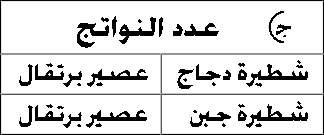 ج) عدد النواتج
شطيرة دجاج عصير برتقال
شطيرة جبن عصير برتقال